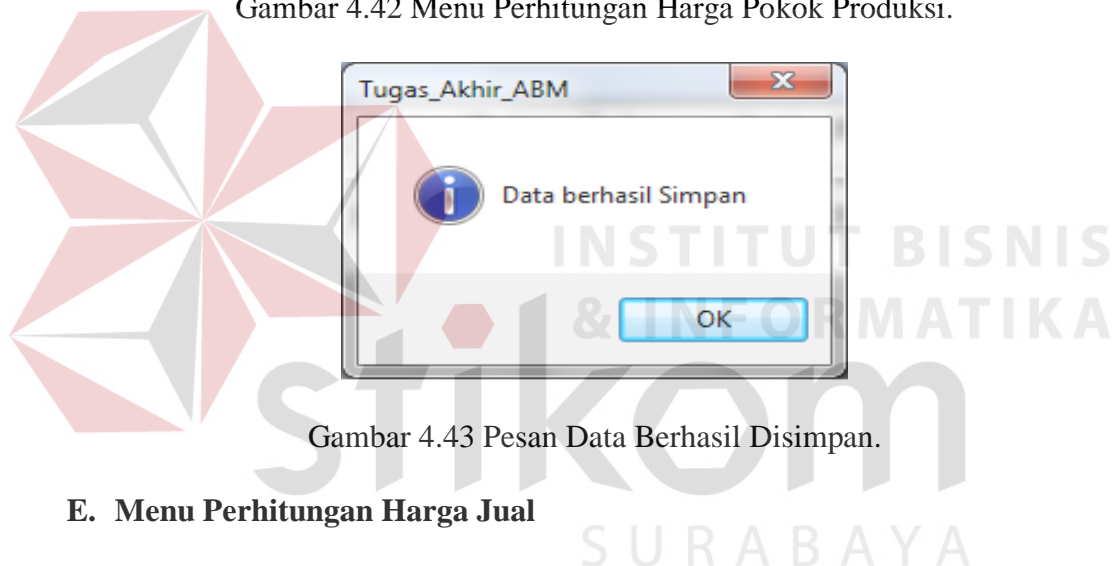 Gambar 4.42 Menu Perhitungan Harga Pokok Produksi.
Tugas_Akhir_ABM
Data berhasil Simpan
OK
INSTITUT BISNIS
& INFORMATIKA
stikom
SURABAYA
Gambar 4.43 Pesan Data Berhasil Disimpan.
E. Menu Perhitungan Harga Jual